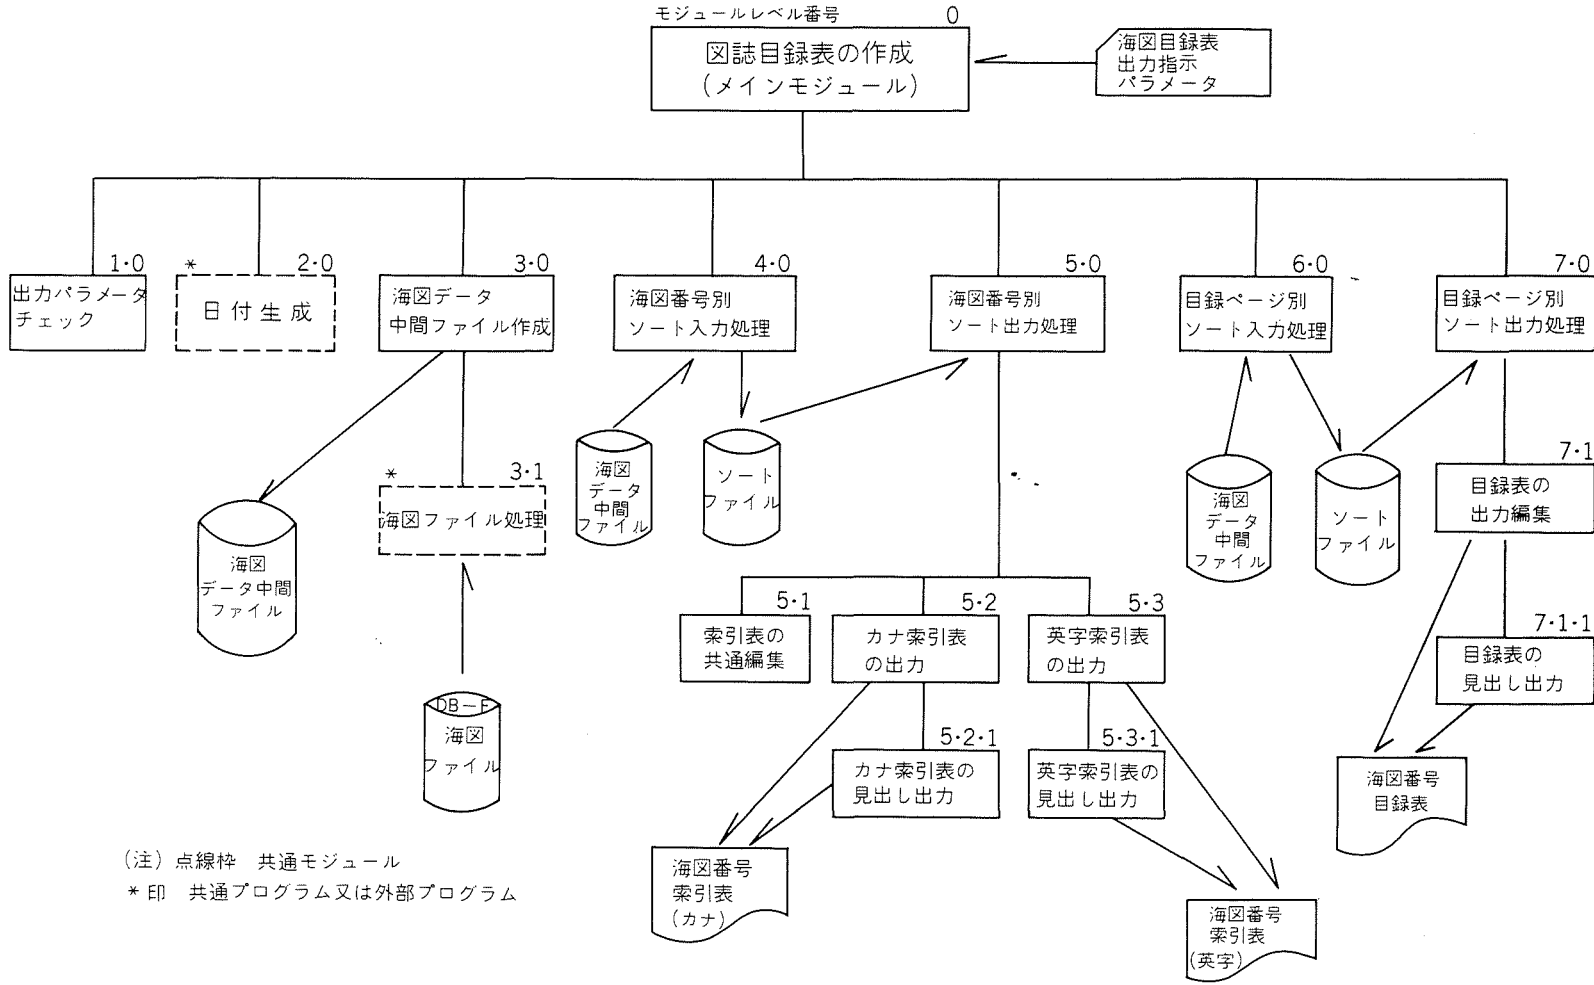 モジュールレベル番号 0
図誌目録表の作成
(メインモジュール)
海図目録表
出力指示
パラメータ
1・0
出力パラメータ
チェック
* 2・0
日付生成
3・0
海図データ
中間ファイル作成
4・0
海図番号別
ソート入力処理
5・0
海図番号別
ソート出力処理
6・0
目録ページ別
ソート入力処理
7・0
目録ページ別
ソート出力処理
海図
データ中間
ファイル
* 3・1
海図ファイル処理
DB-F
海図
ファイル
海図
データ
中間
ファイル
ソート
ファイル
5・1
索引表の
共通編集
5・2
カナ索引表
の出力
5・3
英字索引表
の出力
5・2・1
カナ索引表の
見出し出力
5・3・1
英字索引表の
見出し出力
海図番号
索引表
(カナ)
海図番号
索引表
(英字)
海図
データ
中間
ファイル
ソート
ファイル
7・1
目録表の
出力編集
7・1・1
目録表の
見出し出力
海図番号
目録表
(注) 点線枠 共通モジュール
*印 共通プログラム又は外部プログラム